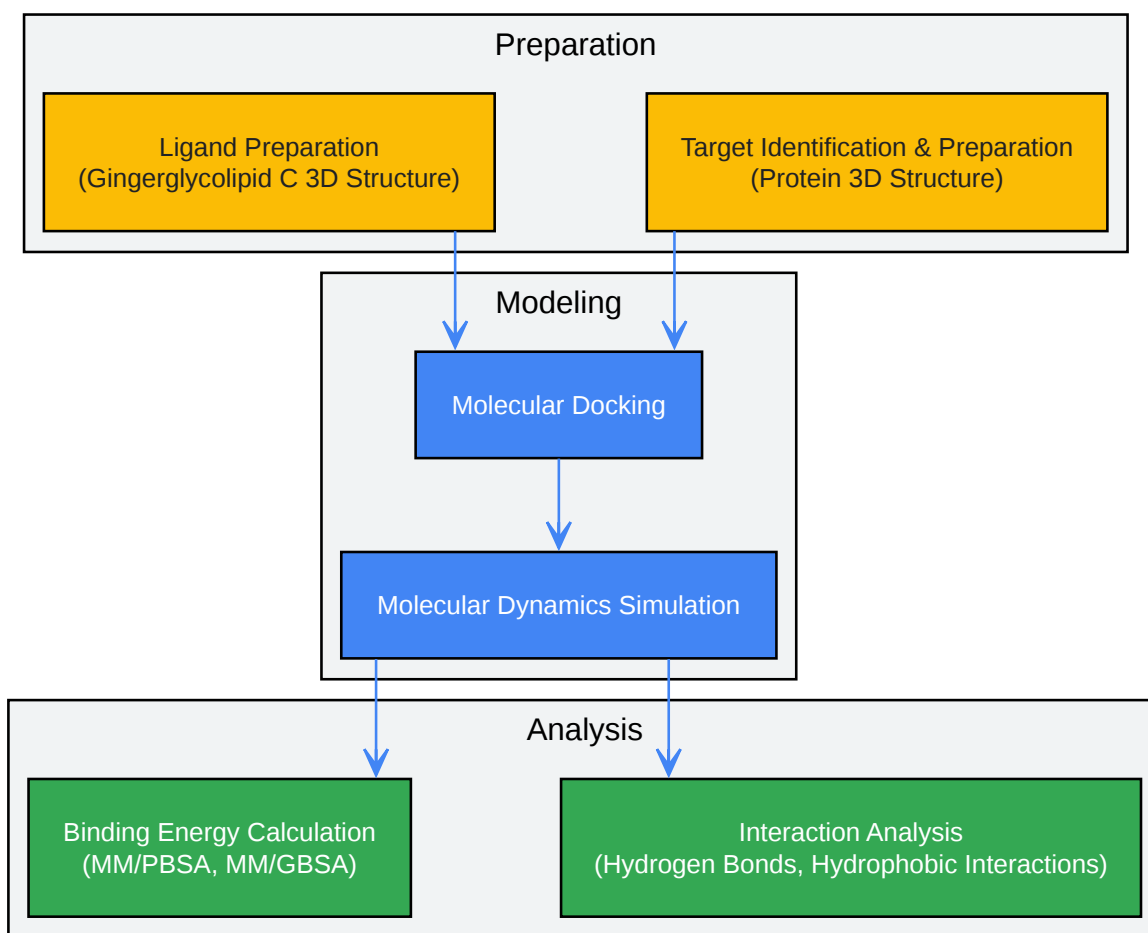 Preparation
Ligand Preparation
(Gingerglycolipid C 3D Structure)
Target Identification & Preparation
(Protein 3D Structure)
Modeling
Molecular Docking
Molecular Dynamics Simulation
Analysis
Binding Energy Calculation
(MM/PBSA, MM/GBSA)
Interaction Analysis
(Hydrogen Bonds, Hydrophobic Interactions)